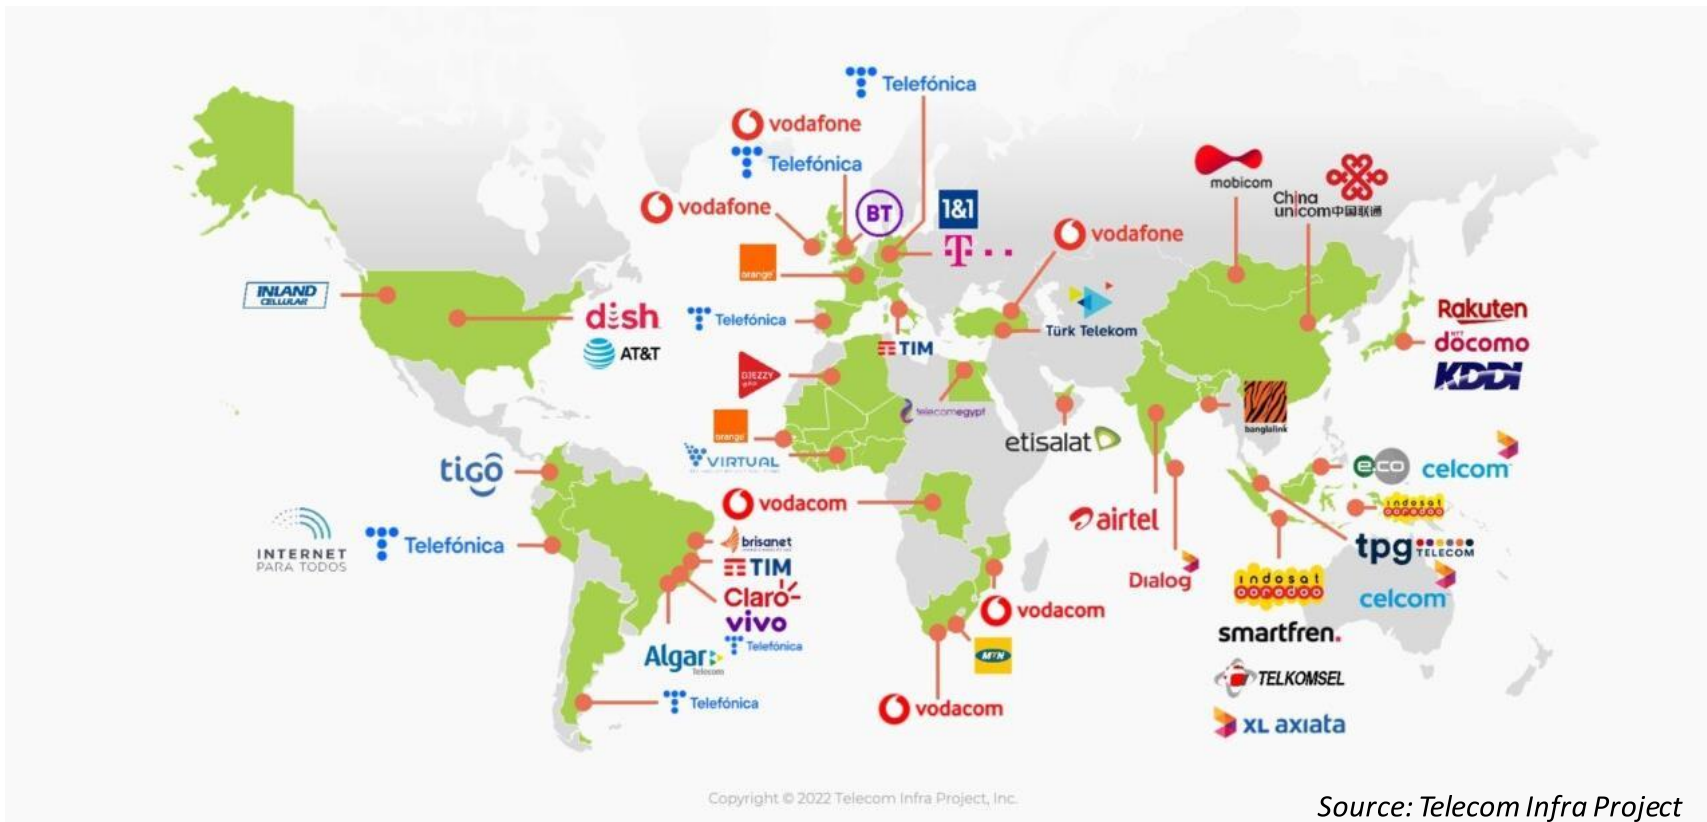 Telefónica
vodafone
Telefónica
vodafone
BT
1&1
T
orange
vodafone
mobicom
China
unicom中国联通
INLAND
CELLULAR
dish
AT&T
Telefónica
TIM
Türk Telekom
Rakuten
NTT
döcomo
KDDI
DJEZZY
orange
VIRTUAL
telecomegypt
etisalat
banglalink
tigo
vodacom
airtel
e.co
celcom
indosat
ooredoo
INTERNET
PARA TODOS
Telefónica
brisanet
TIM
Claro
vivo
Telefónica
Algar
Telecom
Telefónica
vodacom
MTN
vodacom
Dialog
tpg TELECOM
celcom
indosat
ooredoo
smartfren.
TELKOMSEL
XL axiata
Copyright © 2022 Telecom Infra Project, Inc.
Source: Telecom Infra Project